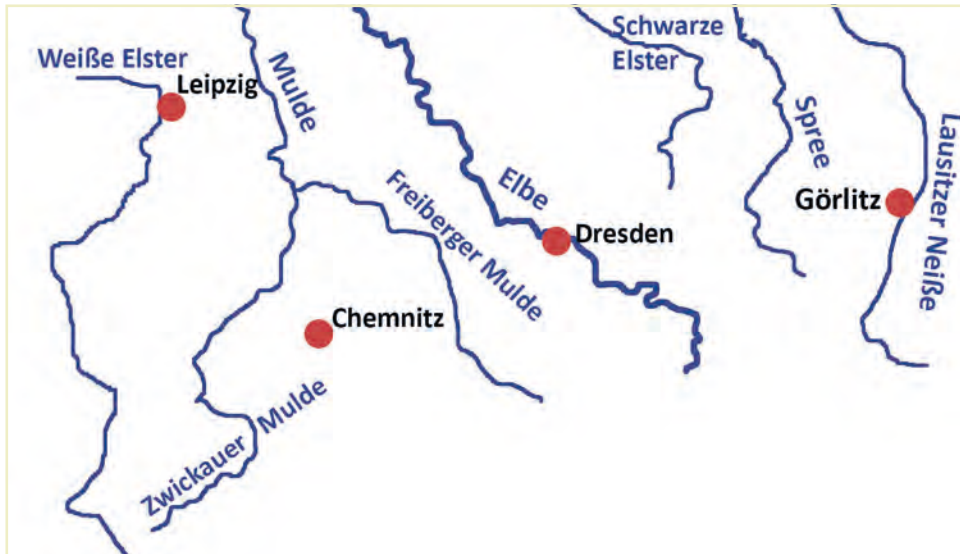 Weiße Elster
Leipzig
Mulde
Schwarze
Elster
Spree
Lausitzer Neiße
Freiberger Mulde
Elbe
Görlitz
Dresden
Chemnitz
Zwickauer Mulde